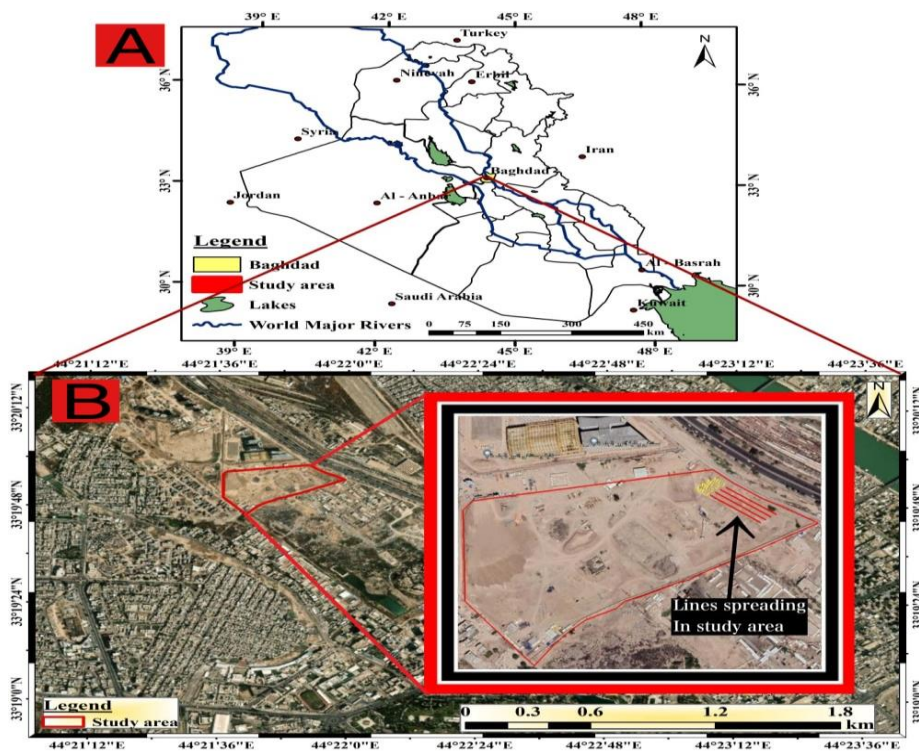 A
39°E
42°E
45°E
48°E
Turkey
N
36°N
36°N
Ninevah
Erbil
Syria
Iran
Baghdad
33°N
33°N
Jordan
Al - Anbar
Legend
Baghdad
Study area
Lakes
World Major Rivers
Al - Basrah
30°N
30°N
Saudi Arabia
Kuwait
0 75 150 300 450
km
39°E
42°E
45°E
48°E
44°21'12"E
44°21'36"E
44°22'0"E
44°22'24"E
44°22'48"E
44°23'12"E
44°23'36"E
B
N
33°20'12"N
33°19'48"N
33°19'24"N
33°19'0"N
Lines spreading
In study area
Legend
Study area
0 0.3 0.6 1.2 1.8
km
44°21'12"E
44°21'36"E
44°22'0"E
44°22'24"E
44°22'48"E
44°23'12"E
44°23'36"E